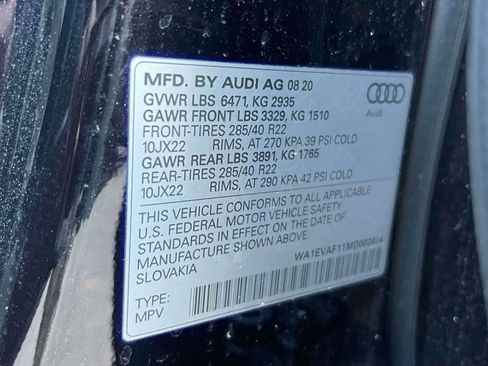 MFD. BY AUDI AG 08 20
GVWR LBS 6471, KG 2935
GAWR FRONT LBS 3329, KG 1510
FRONT-TIRES 285/40 R22
10JX22 RIMS, AT 270 KPA 39 PSI COLD
GAWR REAR LBS 3891, KG 1765
REAR-TIRES 285/40 R22
10JX22 RIMS, AT 290 KPA 42 PSI COLD
Audi
THIS VEHICLE CONFORMS TO ALL APPLICABLE
U.S. FEDERAL MOTOR VEHICLE SAFETY
STANDARDS IN EFFECT ON THE DATE OF
MANUFACTURE SHOWN ABOVE.
SLOVAKIA
WA1EVAF11MD002474
TYPE:
MPV